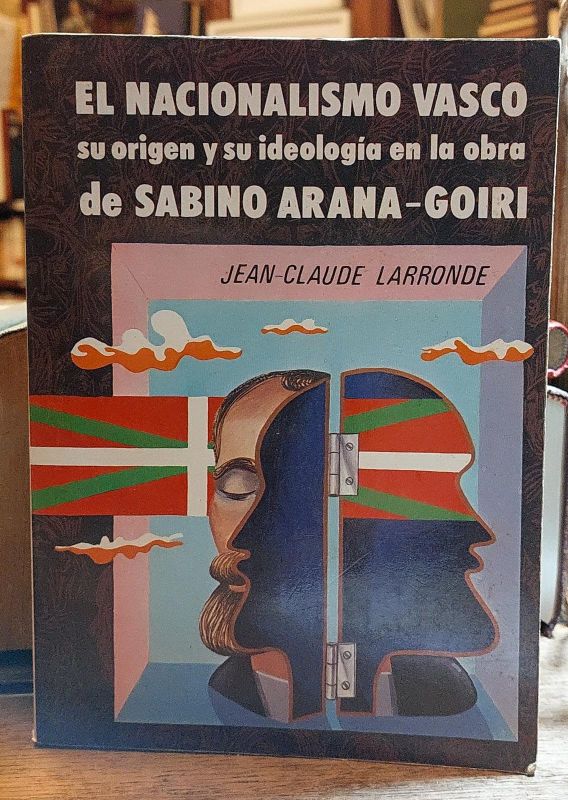 EL NACIONALISMO VASCO
su origen y su ideología en la obra
de SABINO ARANA-GOIRI
JEAN-CLAUDE LARRONDE